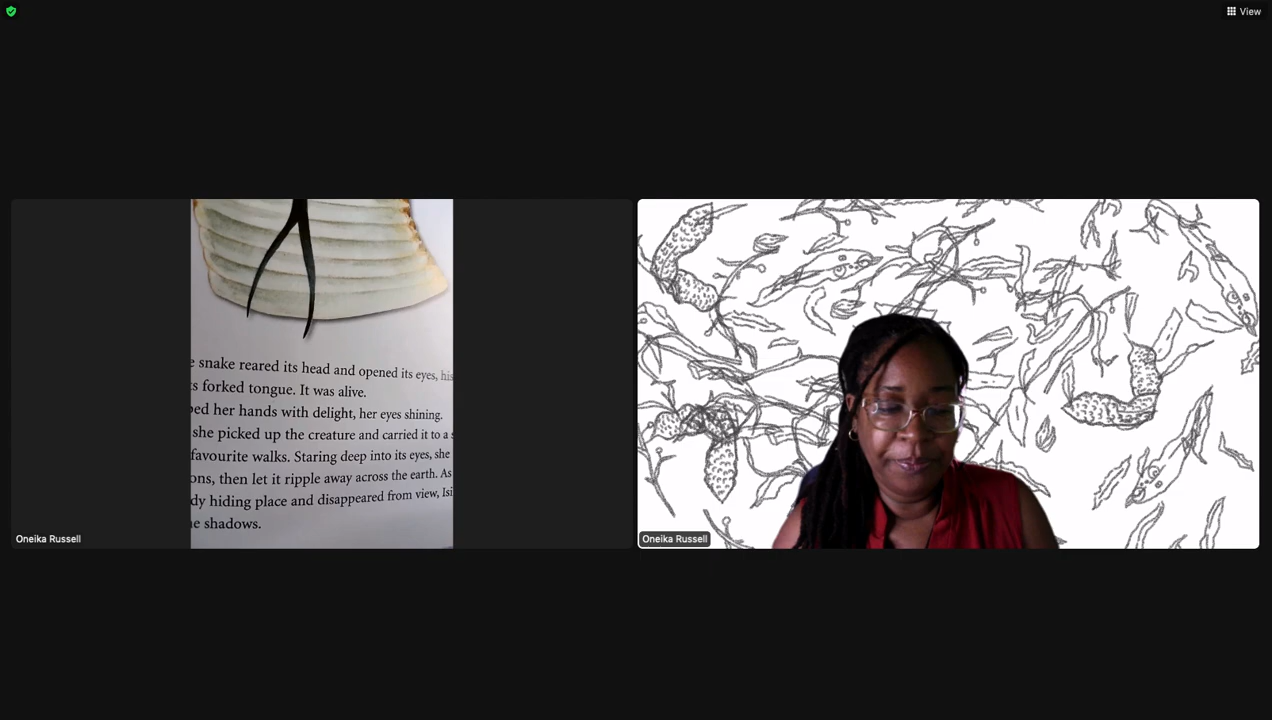 View
e snake reared its head and opened its eyes, his
s forked tongue. It was alive.
ped her hands with delight, her eyes shining.
she picked up the creature and carried it to a s
favourite walks. Staring deep into its eyes, she
ons, then let it ripple away across the earth. As
dy hiding place and disappeared from view, Isi
e shadows.
Oneika Russell
Oneika Russell